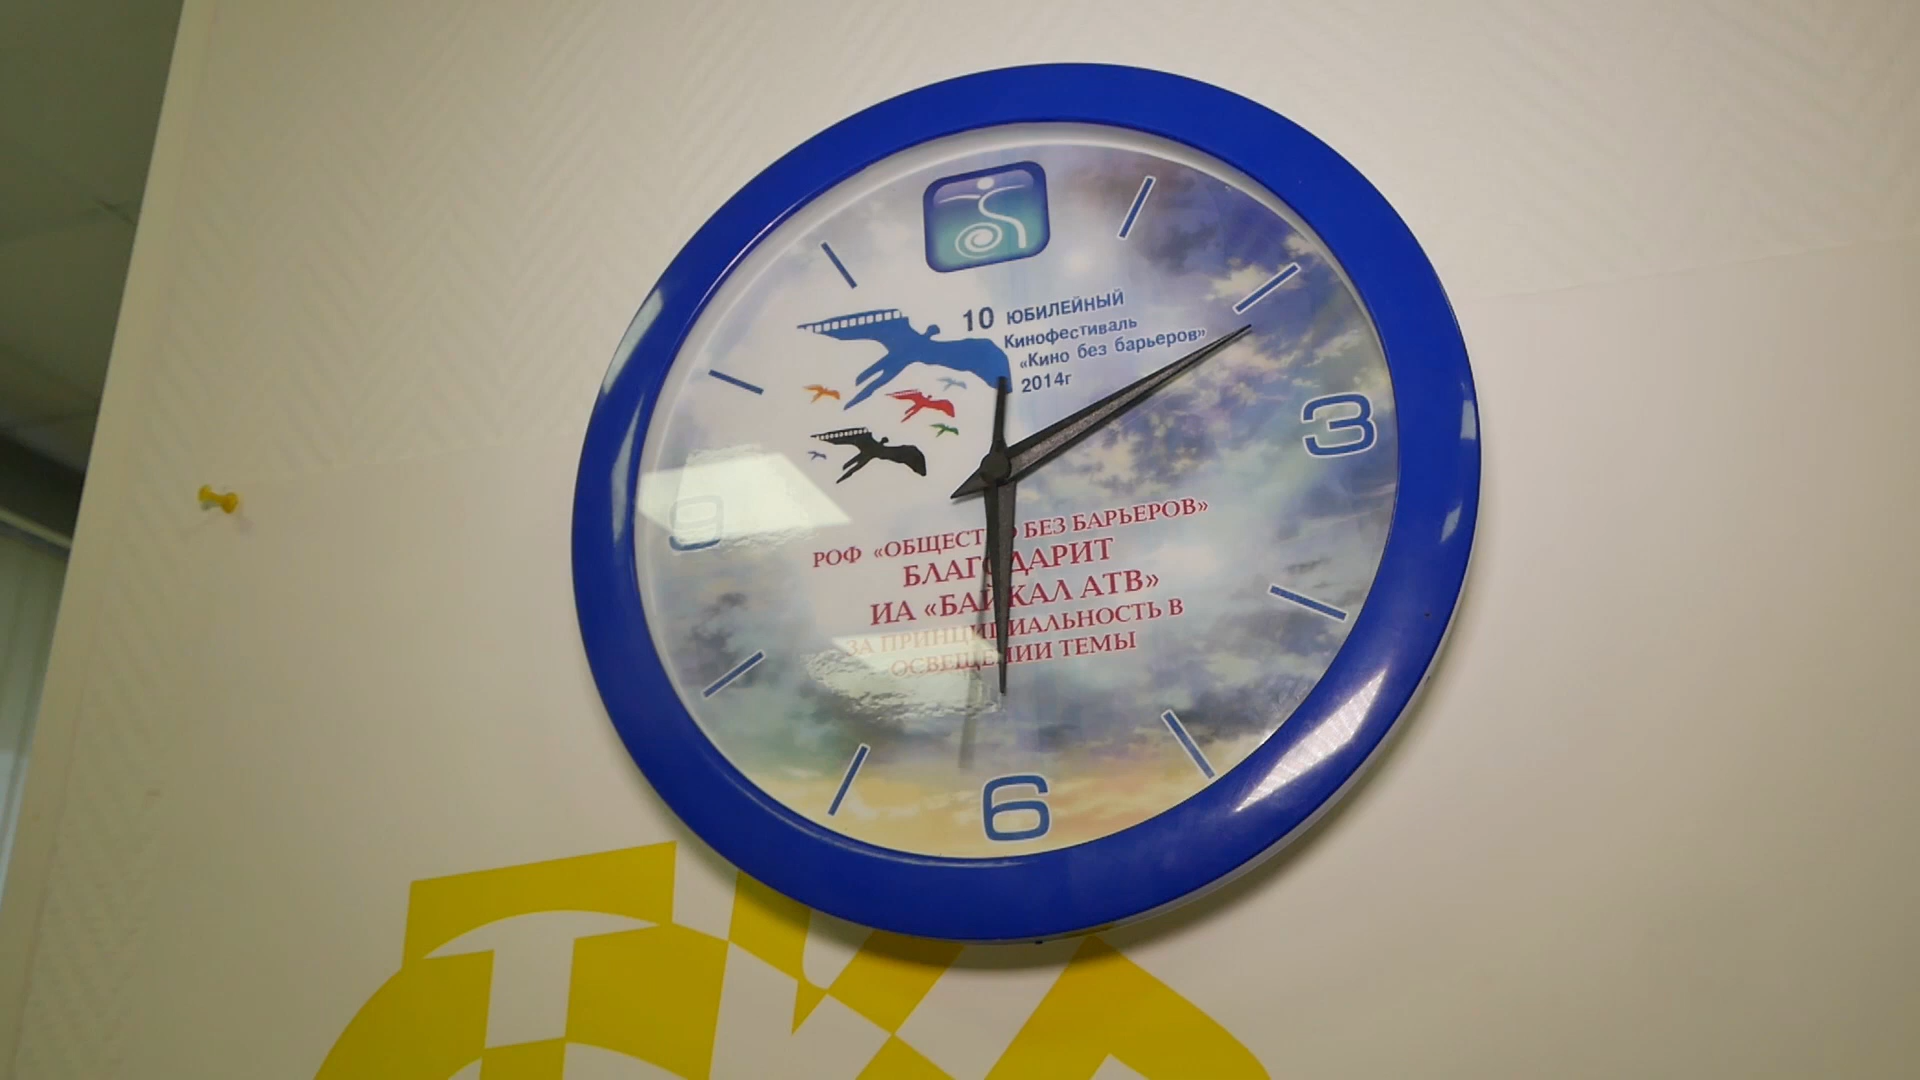 10 ЮБИЛЕЙНЫЙ
Кинофестиваль
«Кино без барьеров»
2014г
3
9
РОФ «ОБЩЕСТВО БЕЗ БАРЬЕРОВ»
БЛАГОДАРИТ
ИА «БАЙКАЛ АТВ»
ЗА ПРИНЦИПИАЛЬНОСТЬ В
ОСВЕЩЕНИИ ТЕМЫ
6